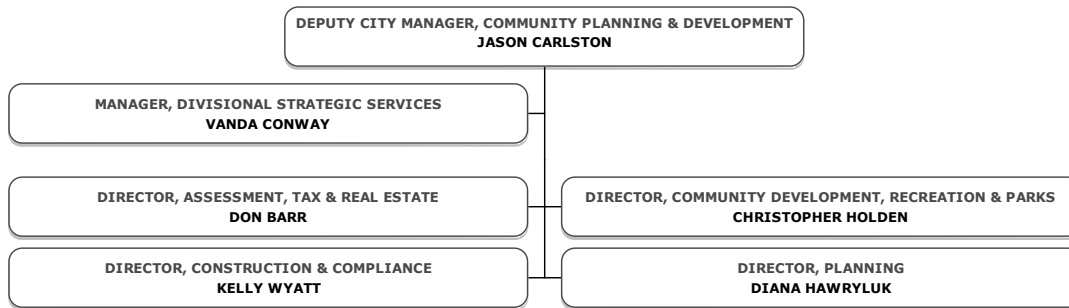 DEPUTY CITY MANAGER, COMMUNITY PLANNING & DEVELOPMENT
JASON CARLSTON
MANAGER, DIVISIONAL STRATEGIC SERVICES
VANDA CONWAY
DIRECTOR, ASSESSMENT, TAX & REAL ESTATE
DON BARR
DIRECTOR, COMMUNITY DEVELOPMENT, RECREATION & PARKS
CHRISTOPHER HOLDEN
DIRECTOR, CONSTRUCTION & COMPLIANCE
KELLY WYATT
DIRECTOR, PLANNING
DIANA HAWRYLUK